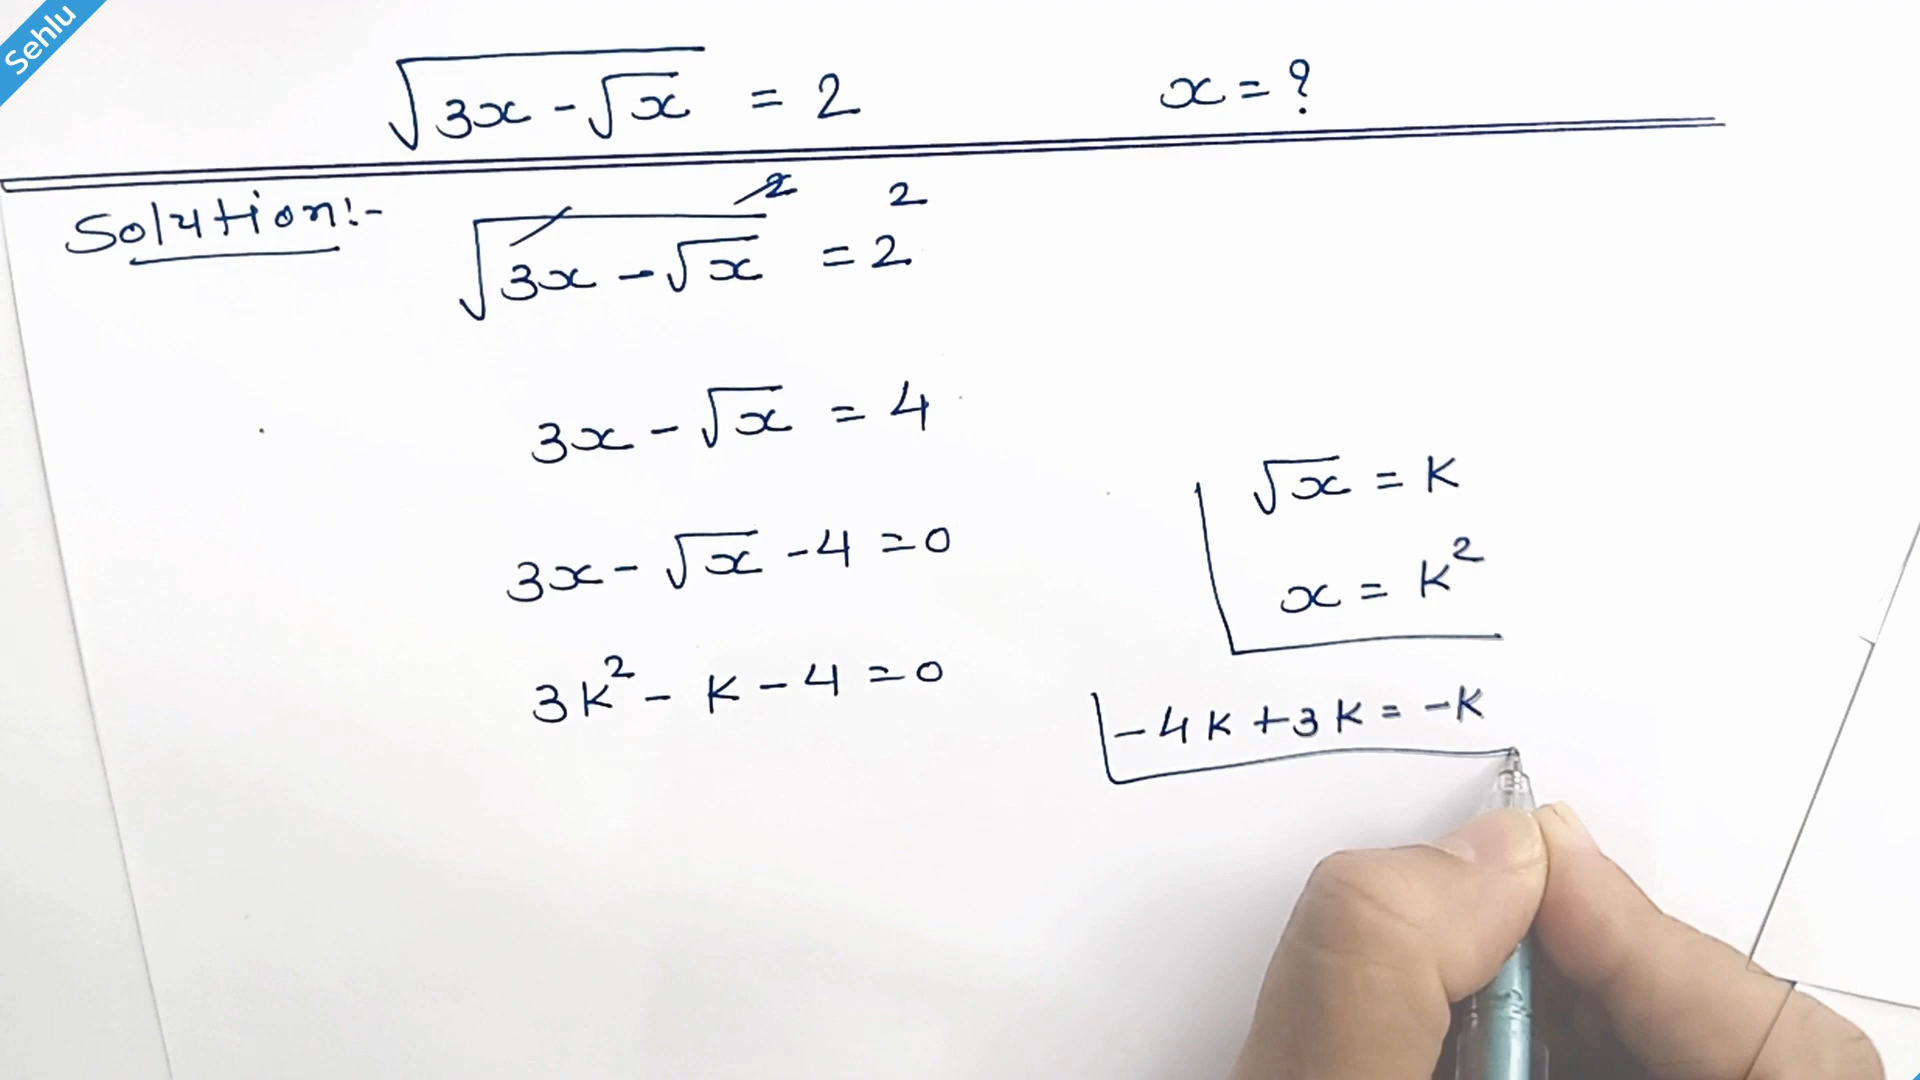 Sehlu
√(3x - √x) = 2 x = ?
Solution:-
√(3x - √x)² = 2²
3x - √x = 4
3x - √x - 4 = 0
3k² - k - 4 = 0
√x = k
x = k²
-4k + 3k = -k